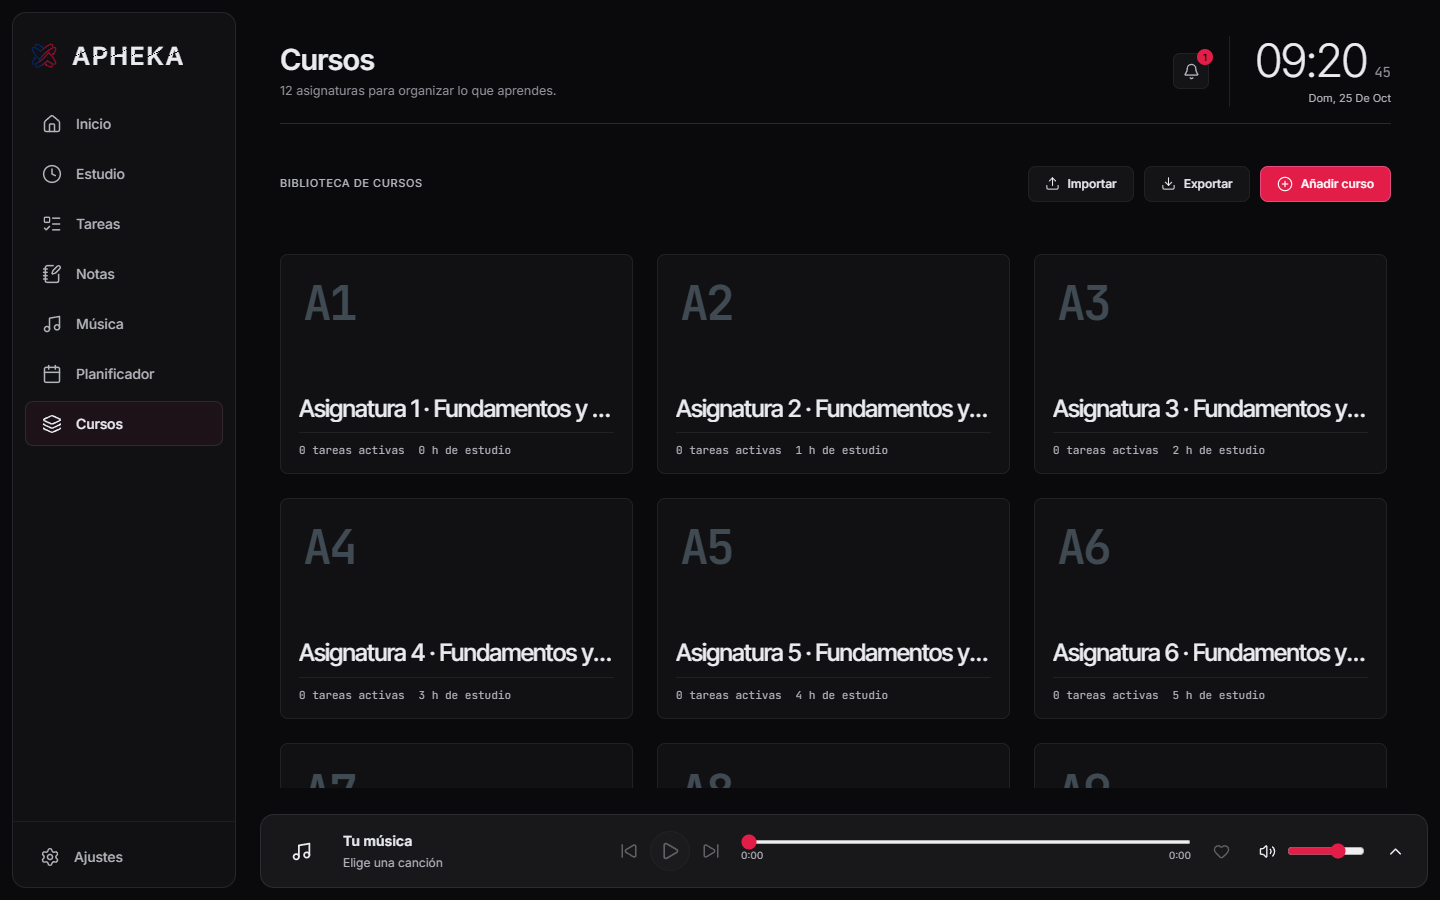 APHEKA
Inicio
Estudio
Tareas
Notas
Música
Planificador
Cursos
Ajustes
Cursos
12 asignaturas para organizar lo que aprendes.
1
09:20 45
Dom, 25 De Oct
BIBLIOTECA DE CURSOS
Importar
Exportar
Añadir curso
A1
Asignatura 1 · Fundamentos y ...
0 tareas activas 0 h de estudio
A2
Asignatura 2 · Fundamentos y...
0 tareas activas 1 h de estudio
A3
Asignatura 3 · Fundamentos y...
0 tareas activas 2 h de estudio
A4
Asignatura 4 · Fundamentos y...
0 tareas activas 3 h de estudio
A5
Asignatura 5 · Fundamentos y...
0 tareas activas 4 h de estudio
A6
Asignatura 6 · Fundamentos y...
0 tareas activas 5 h de estudio
A7
A8
A9
Tu música
Elige una canción
0:00
0:00